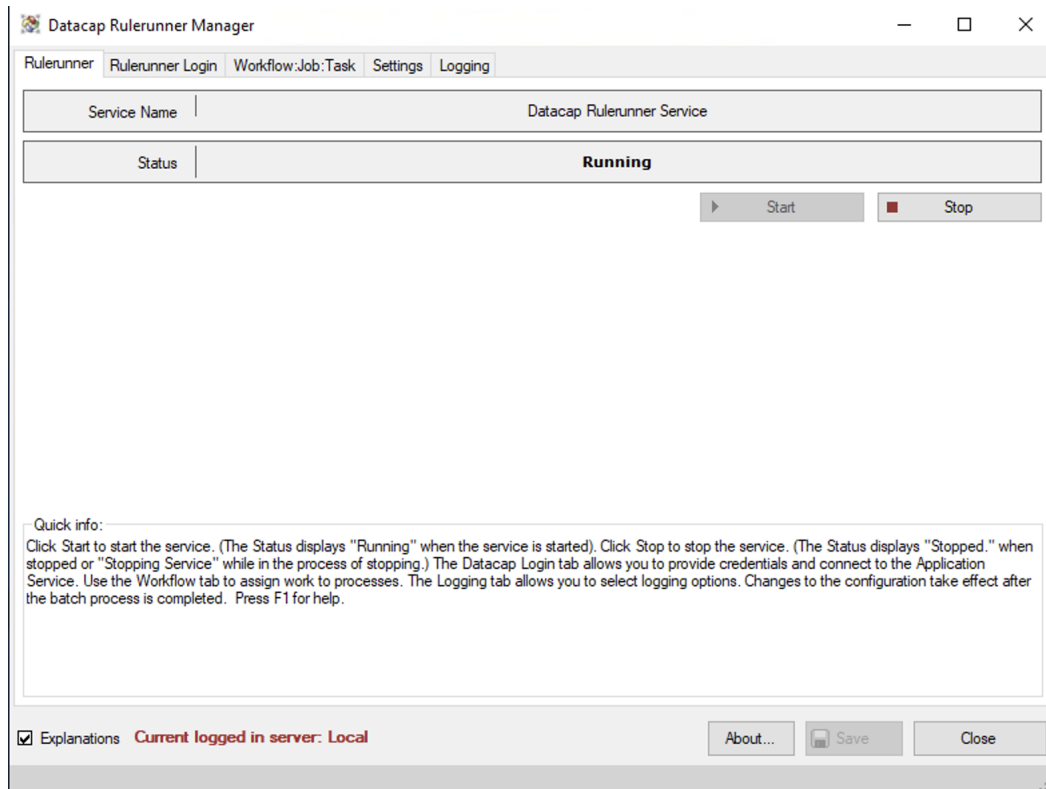 Datacap Rulerunner Manager
Rulerunner Rulerunner Login Workflow:Job:Task Settings Logging
Service Name Datacap Rulerunner Service
Status Running
Start Stop
Quick info:
Click Start to start the service. (The Status displays "Running" when the service is started). Click Stop to stop the service. (The Status displays "Stopped." when
stopped or "Stopping Service" while in the process of stopping.) The Datacap Login tab allows you to provide credentials and connect to the Application
Service. Use the Workflow tab to assign work to processes. The Logging tab allows you to select logging options. Changes to the configuration take effect after
the batch process is completed.  Press F1 for help.
Explanations Current logged in server: Local About... Save Close